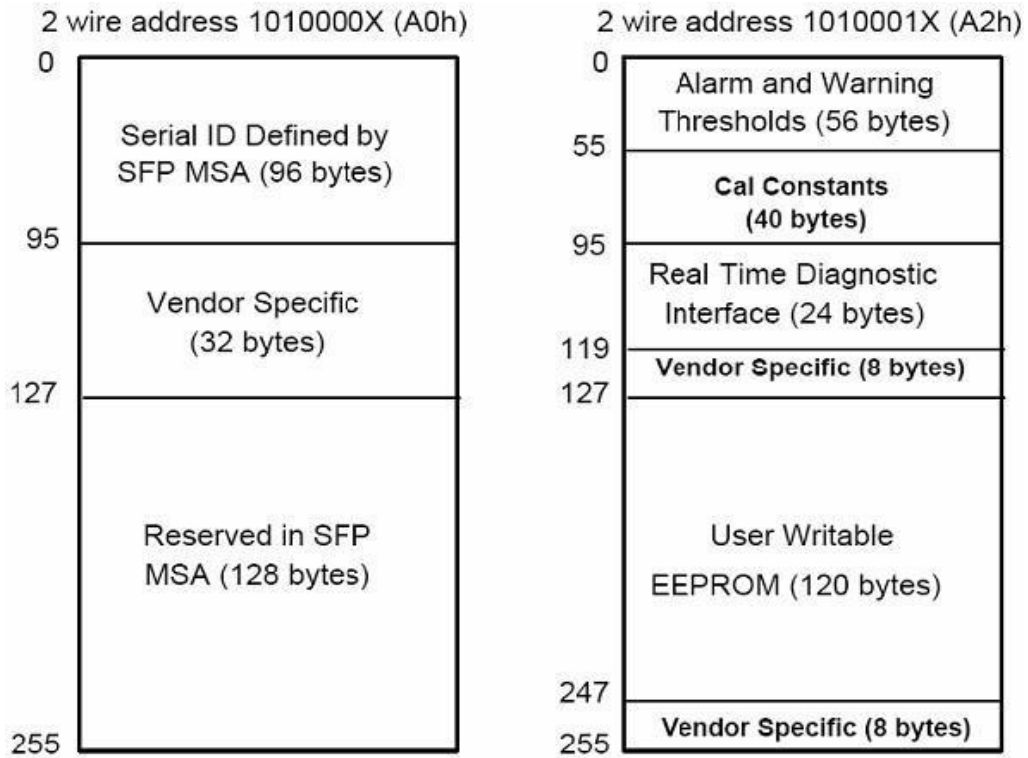 2 wire address 1010000X (A0h)
0
Serial ID Defined by
SFP MSA (96 bytes)
95
Vendor Specific
(32 bytes)
127
Reserved in SFP
MSA (128 bytes)
255
2 wire address 1010001X (A2h)
0
Alarm and Warning
Thresholds (56 bytes)
55
Cal Constants
(40 bytes)
95
Real Time Diagnostic
Interface (24 bytes)
119
Vendor Specific (8 bytes)
127
User Writable
EEPROM (120 bytes)
247
Vendor Specific (8 bytes)
255